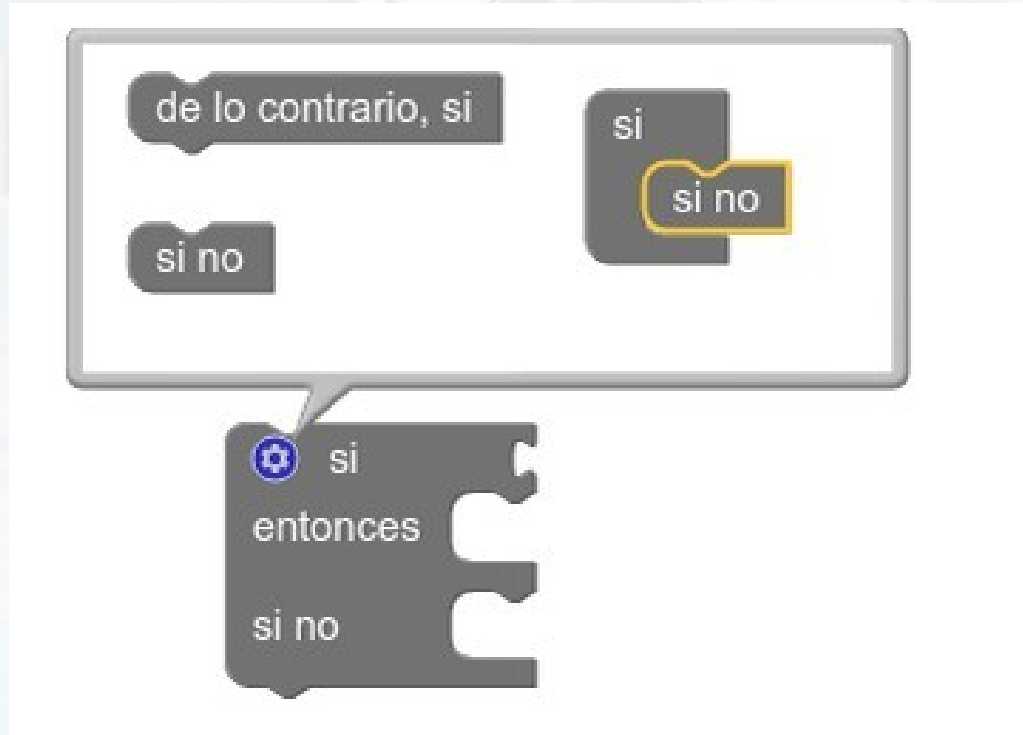 de lo contrario, si
si
si no
si no
si
entonces
si no